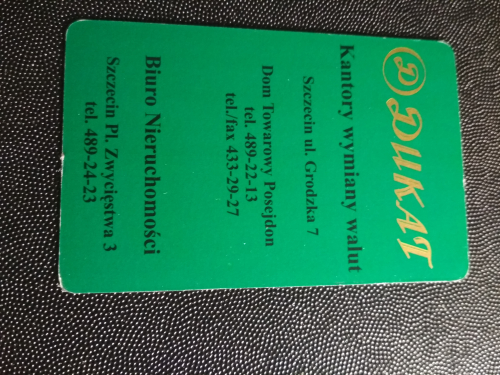 D DUKAT
Kantory wymiany walut
Szczecin ul. Grodzka 7
Dom Towarowy Posejdon
tel. 489-22-13
tel./fax 433-29-27
Biuro Nieruchomości
Szczecin Pl. Zwycięstwa 3
tel. 489-24-23